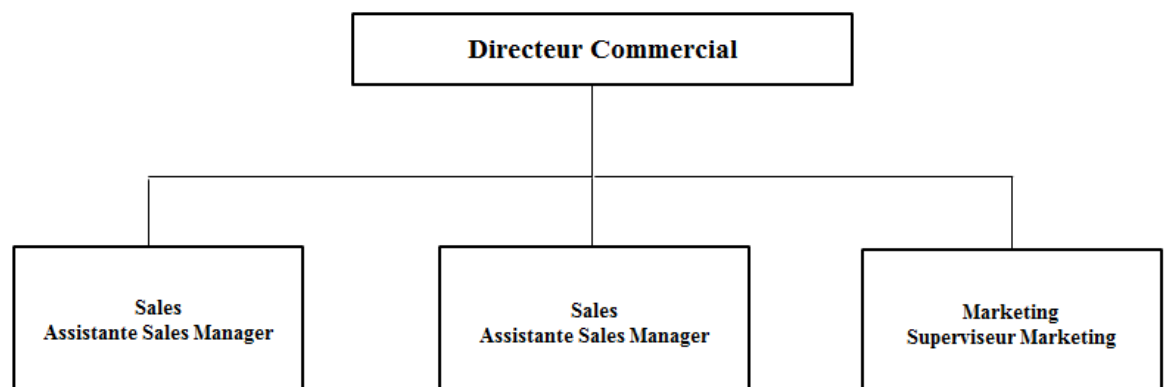 Directeur Commercial
Sales
Assistante Sales Manager
Sales
Assistante Sales Manager
Marketing
Superviseur Marketing